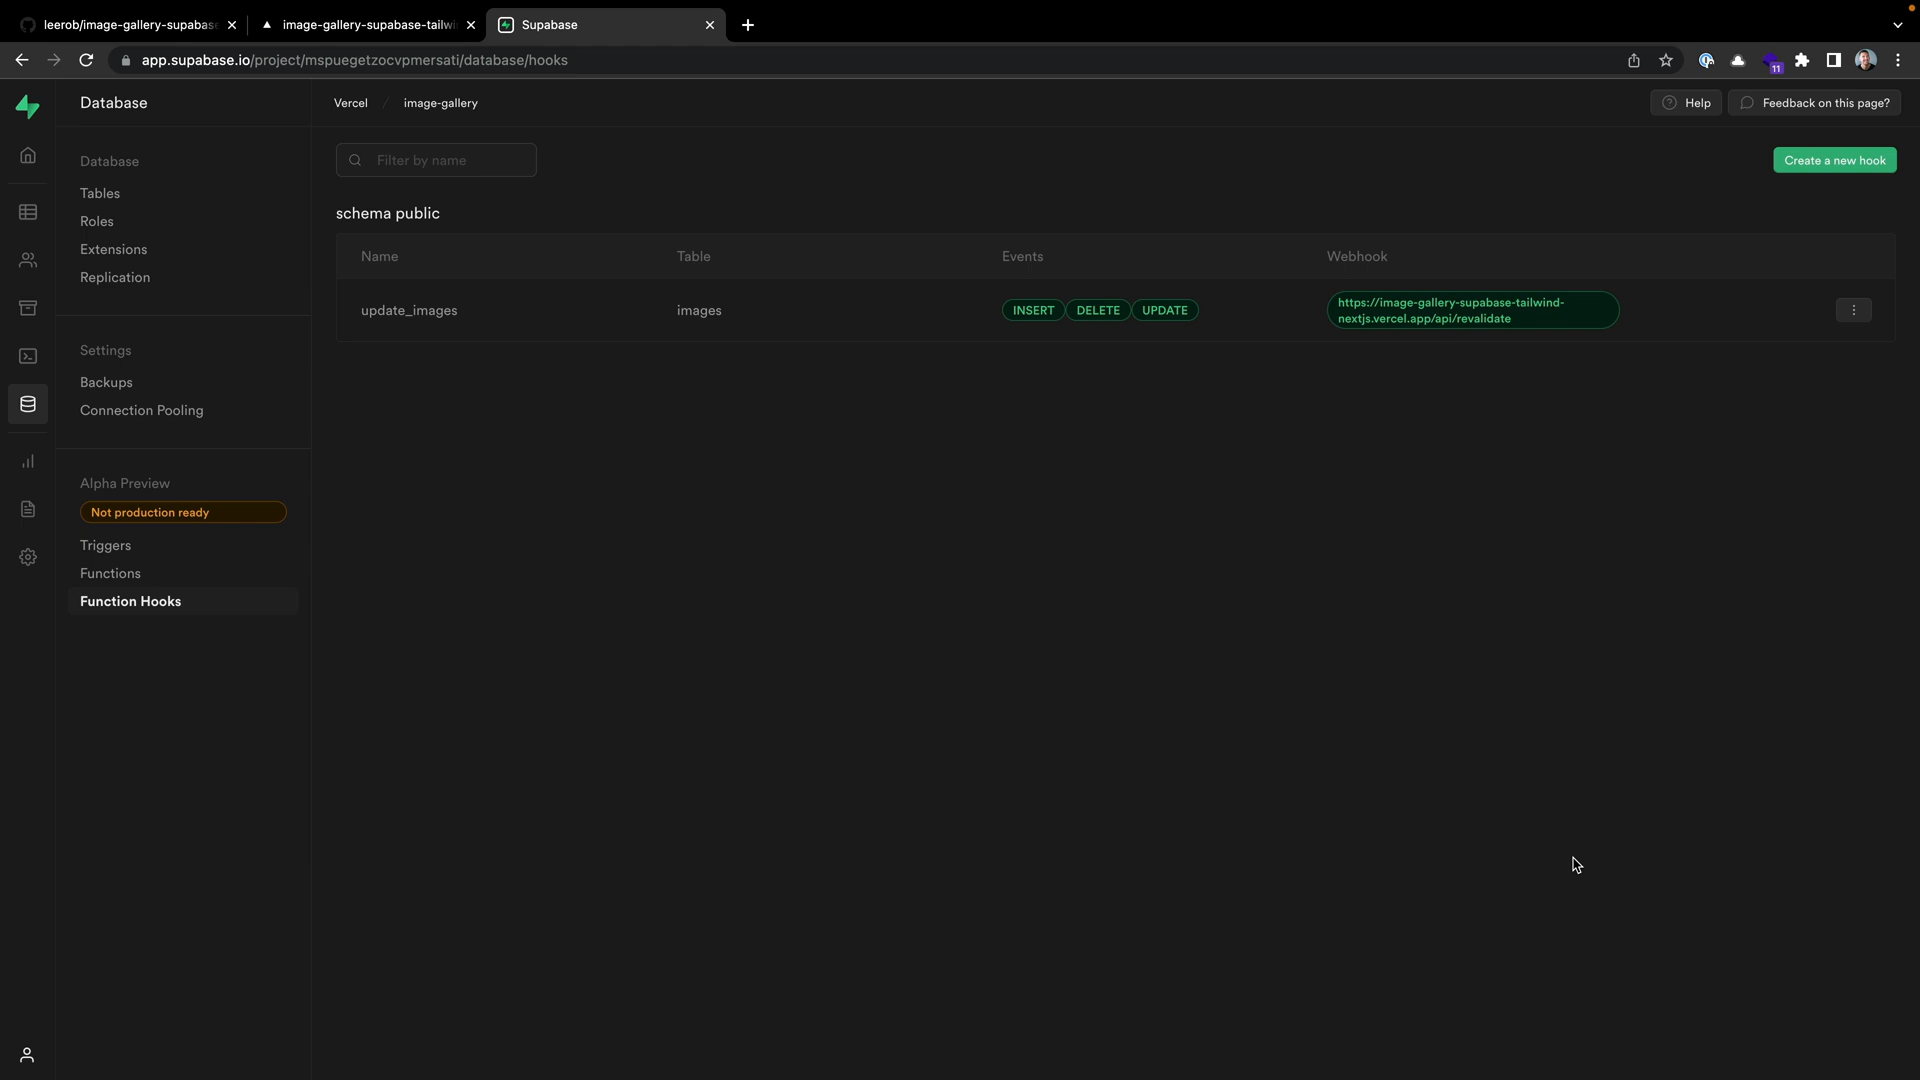 leerob/image-gallery-supabase
image-gallery-supabase-tailwi
Supabase
app.supabase.io/project/mspuegetzocvpmersati/database/hooks
11
Database
Vercel / image-gallery
Help
Feedback on this page?
Database
Tables
Roles
Extensions
Replication
Settings
Backups
Connection Pooling
Alpha Preview
Not production ready
Triggers
Functions
Function Hooks
Filter by name
Create a new hook
schema public
Name Table Events Webhook
update_images images INSERT DELETE UPDATE
https://image-gallery-supabase-tailwind-
nextjs.vercel.app/api/revalidate